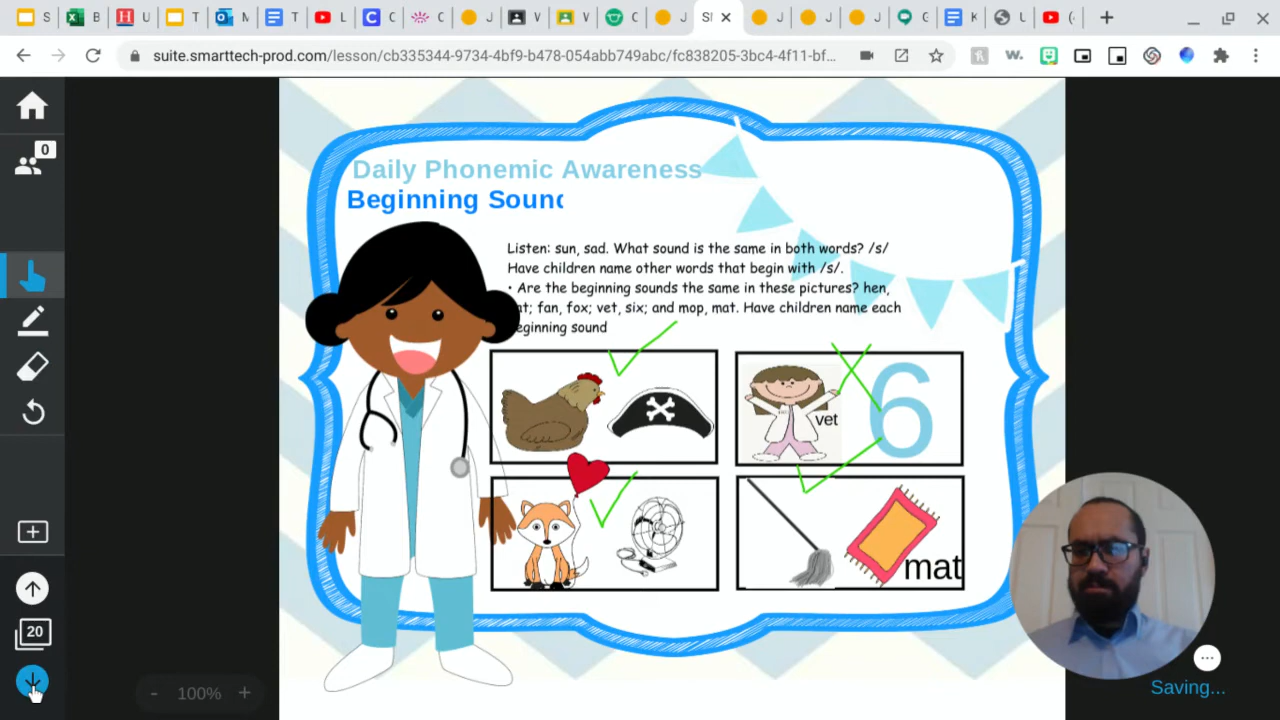 S
B
H U
T
M
T
L
C C
C
J
V
V
C
J
S
J
J
J
G
K
U
(
suite.smarttech-prod.com/lesson/cb335344-9734-4bf9-b478-054abb749abc/fc838205-3bc4-4f11-bf...
w.
0
Daily Phonemic Awareness
Beginning Sound
Listen: sun, sad. What sound is the same in both words? /s/
Have children name other words that begin with /s/.
• Are the beginning sounds the same in these pictures? hen,
at; fan, fox; vet, six; and mop, mat. Have children name each
eginning sound
vet
6
mat
20
- 100% +
Saving...